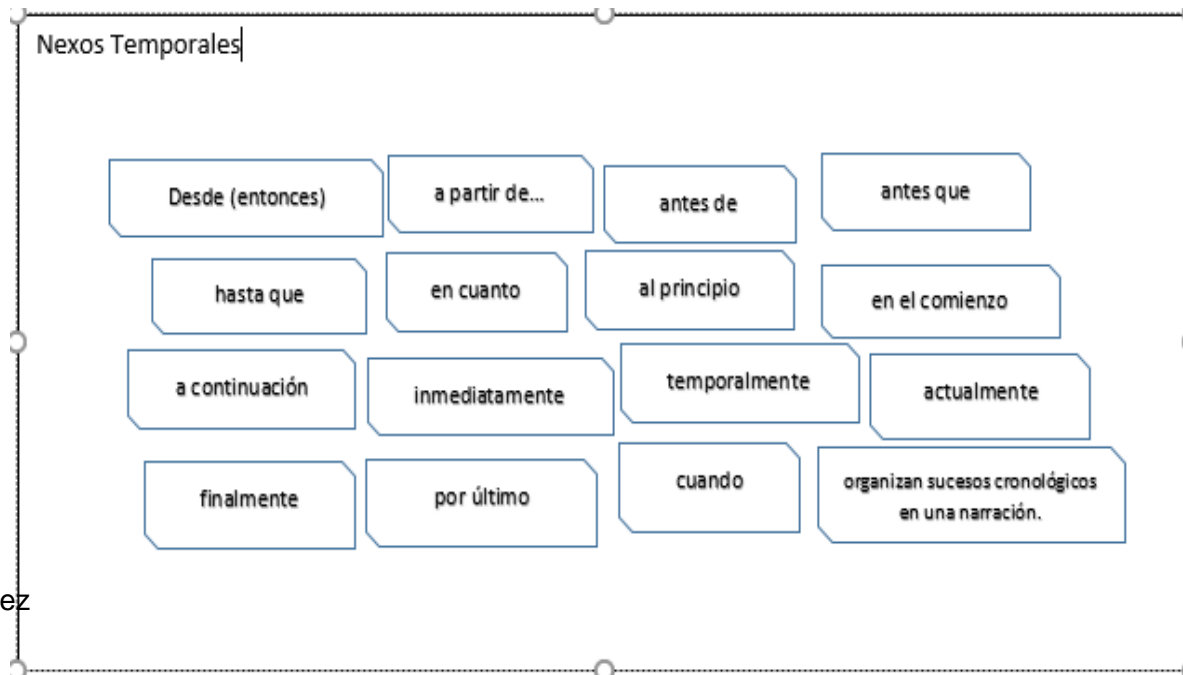 Nexos Temporales
Desde (entonces)
a partir de...
antes de
antes que
hasta que
en cuanto
al principio
en el comienzo
a continuación
inmediatamente
temporalmente
actualmente
finalmente
por último
cuando
organizan sucesos cronológicos
en una narración.
ez